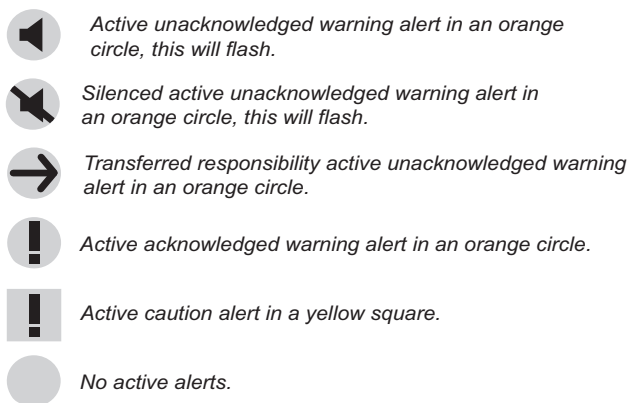 Active unacknowledged warning alert in an orange
circle, this will flash.
Silenced active unacknowledged warning alert in
an orange circle, this will flash.
Transferred responsibility active unacknowledged warning
alert in an orange circle.
Active acknowledged warning alert in an orange circle.
Active caution alert in a yellow square.
No active alerts.